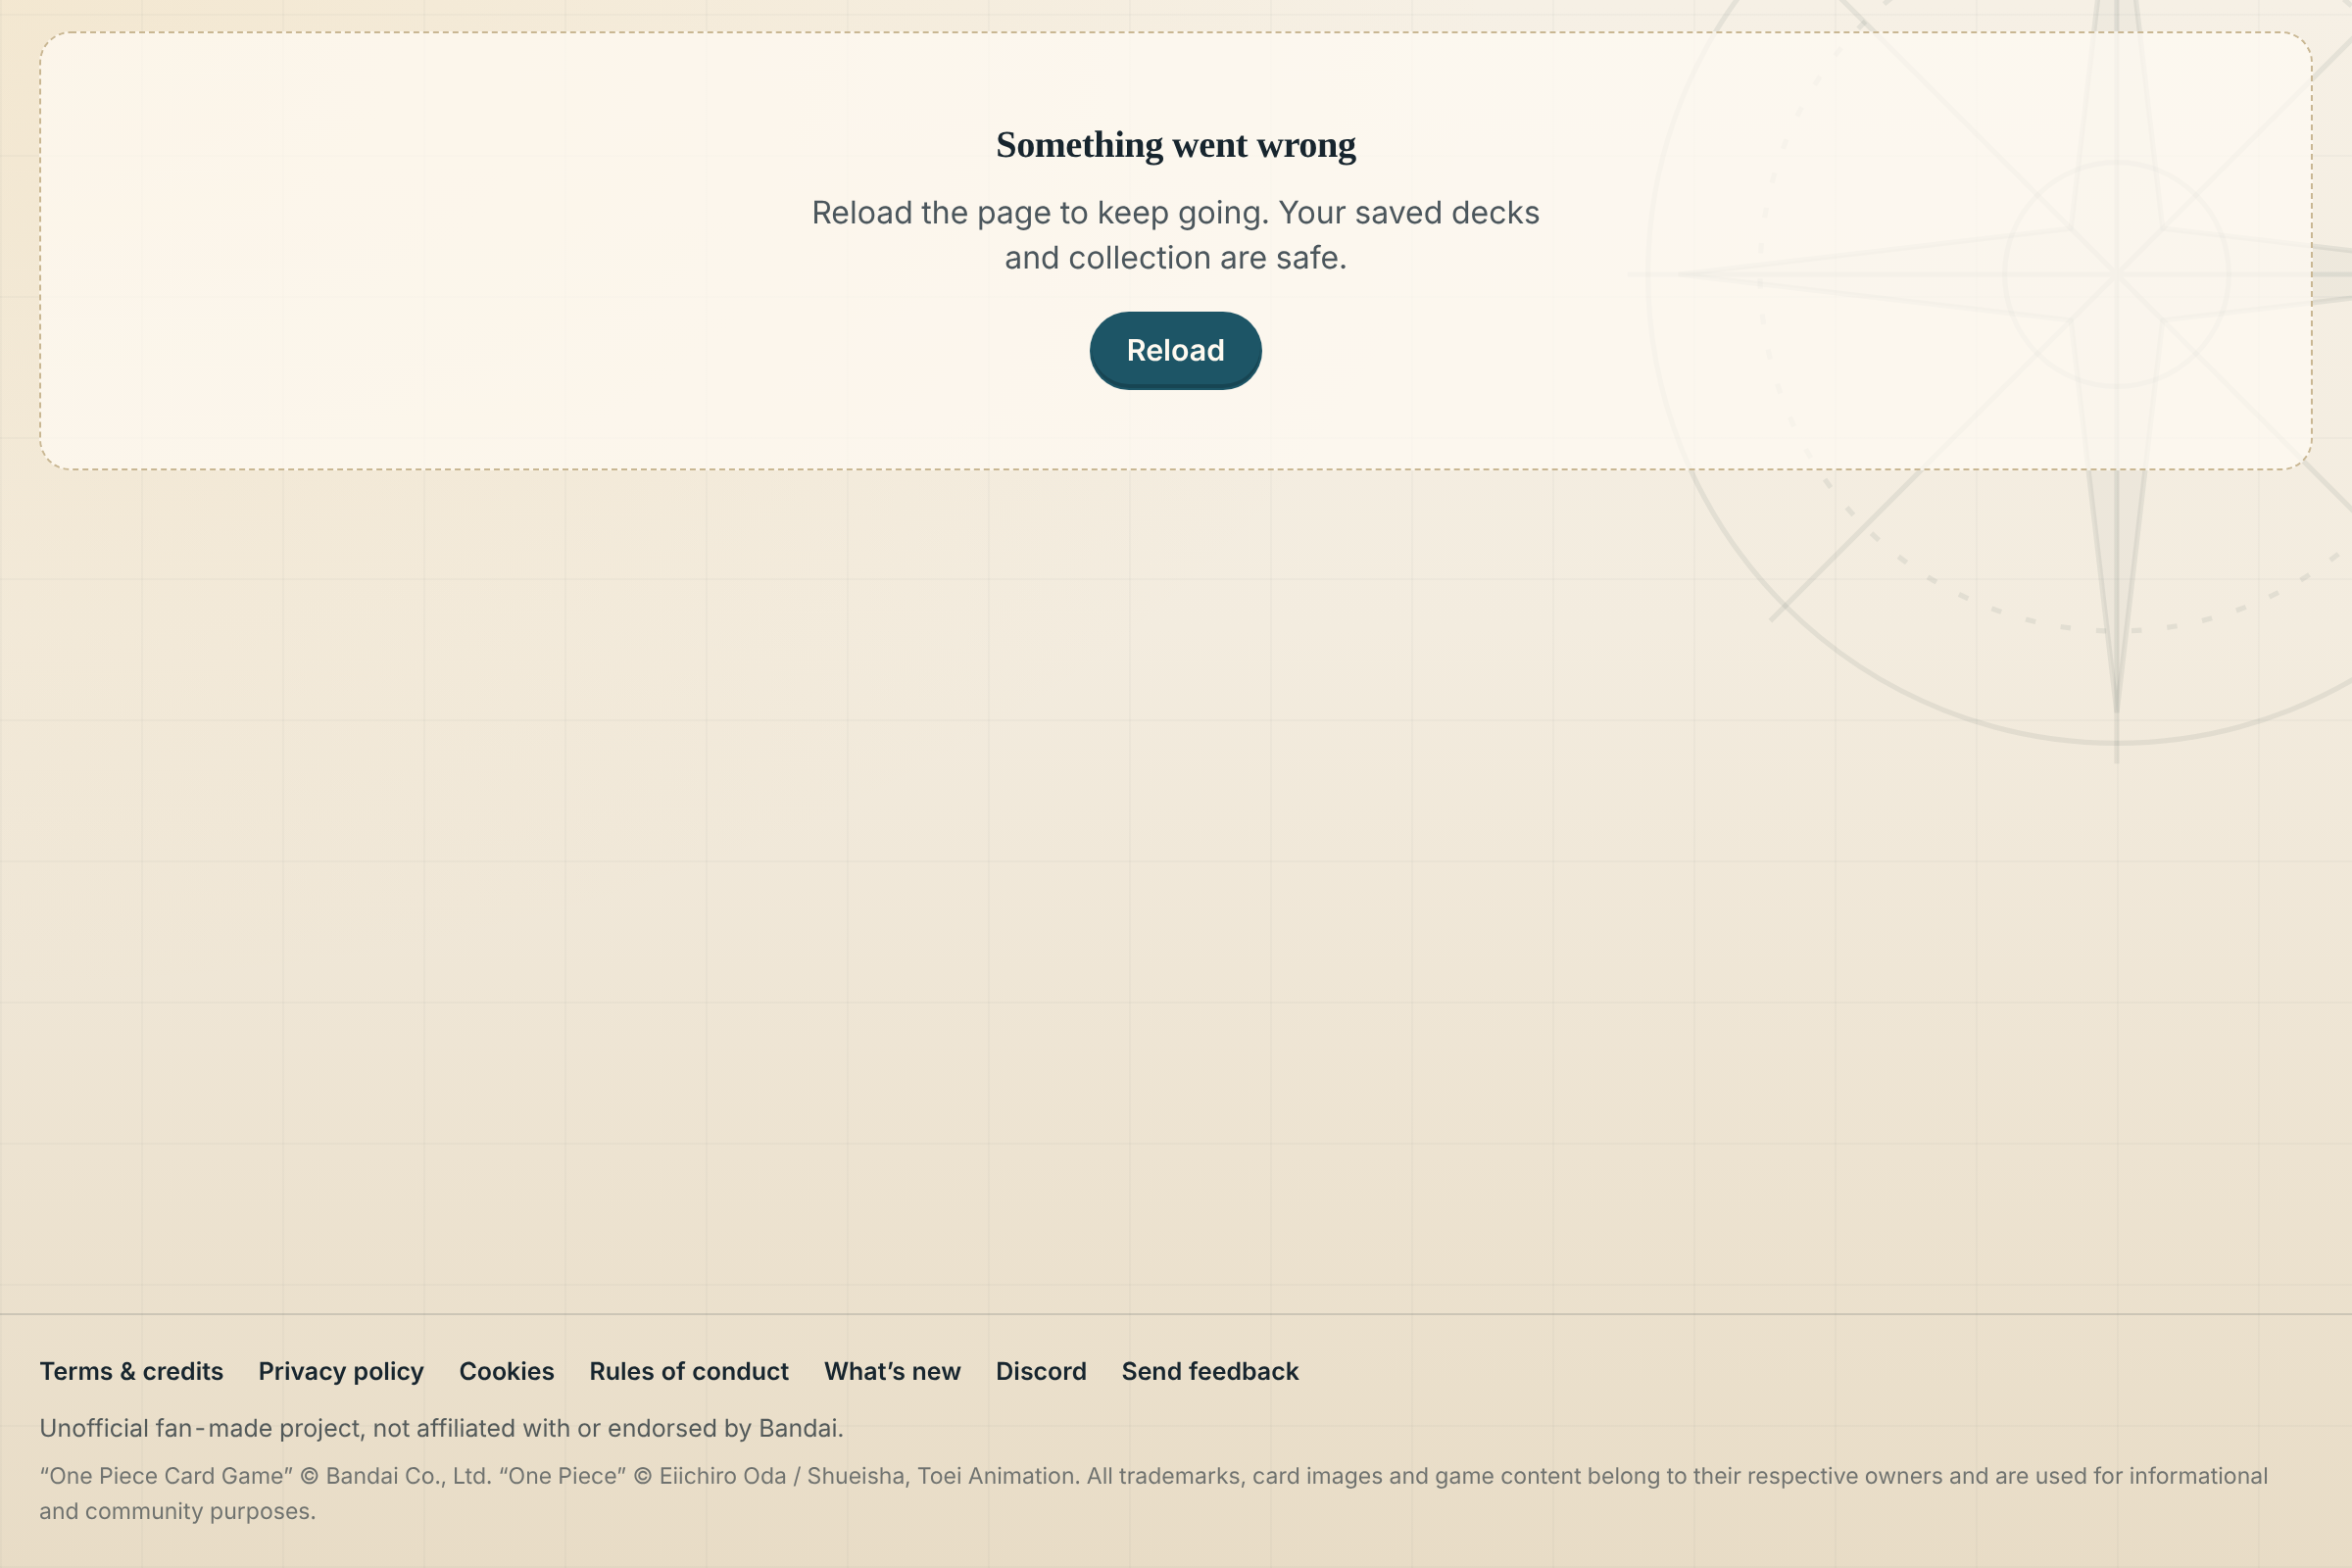 Something went wrong
Reload the page to keep going. Your saved decks
and collection are safe.
Reload
Terms & credits Privacy policy Cookies Rules of conduct What’s new Discord Send feedback
Unofficial fan-made project, not affiliated with or endorsed by Bandai.
“One Piece Card Game” © Bandai Co., Ltd. “One Piece” © Eiichiro Oda / Shueisha, Toei Animation. All trademarks, card images and game content belong to their respective owners and are used for informational
and community purposes.